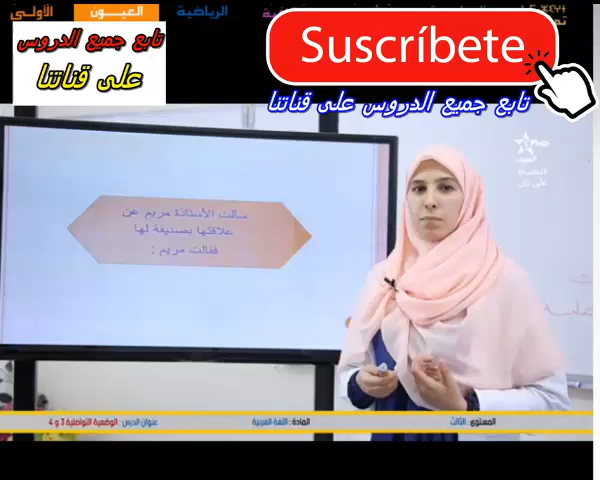 الأولى
العيون
الرياضية
تابع جميع الدروس
على قناتنا
Suscríbete
تابع جميع الدروس على قناتنا
العيون
سألت الأستاذة مريم عن
علاقتها بصديقة لها
فقالت مريم :
المستوى : الثالث
المادة : اللغة العربية
عنوان الدرس : الوضعية التواصلية 3 و 4